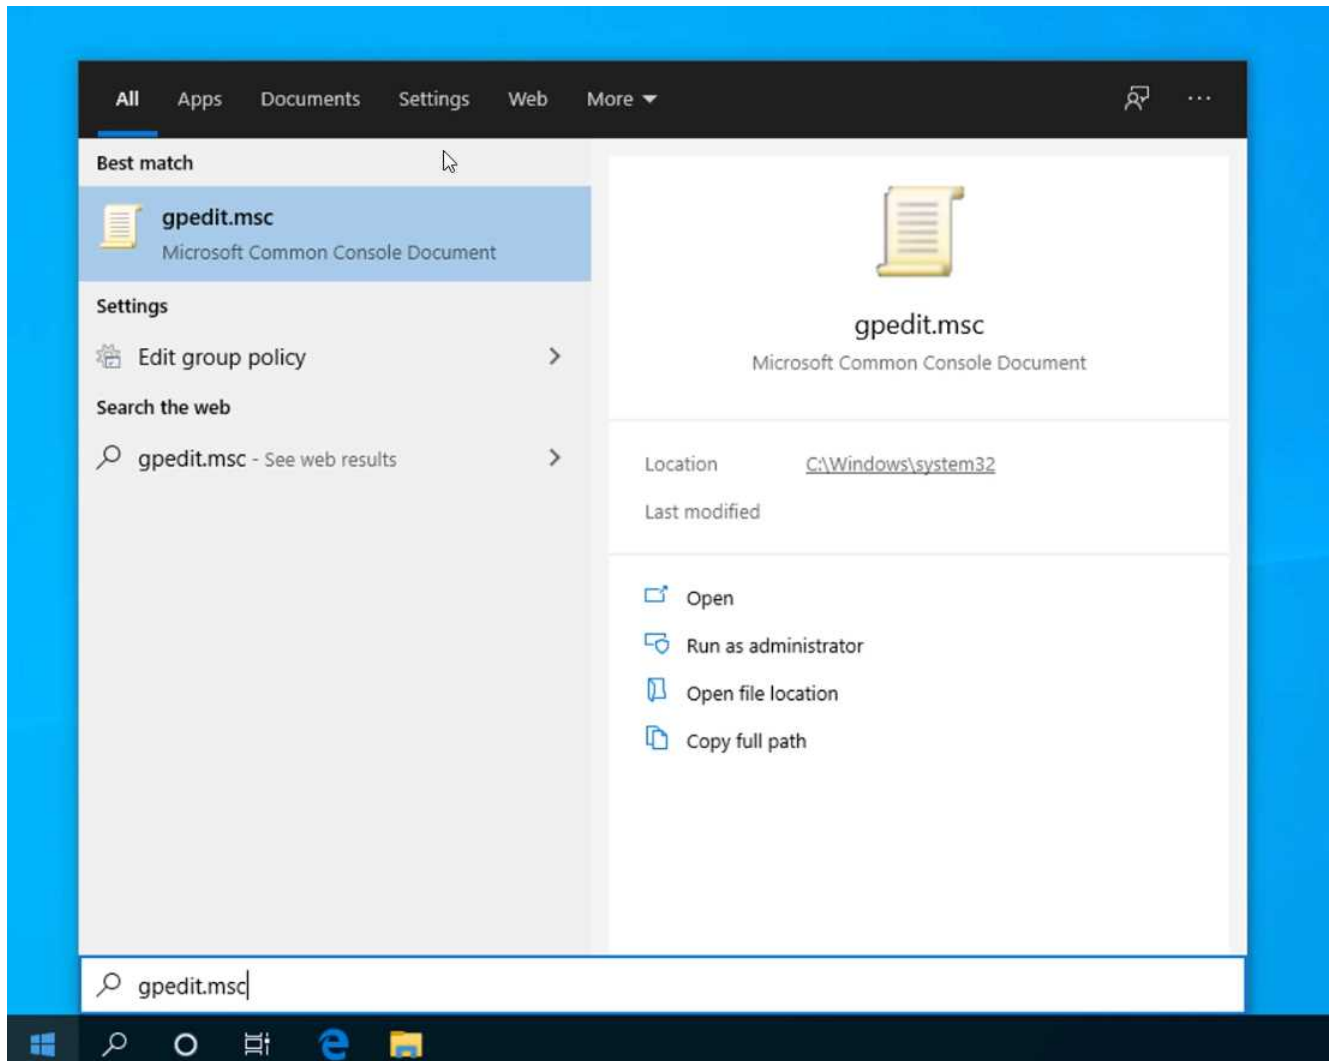 All Apps Documents Settings Web More
Best match
gpedit.msc
Microsoft Common Console Document
Settings
Edit group policy
Search the web
gpedit.msc - See web results
gpedit.msc
Microsoft Common Console Document
Location C:\Windows\system32
Last modified
Open
Run as administrator
Open file location
Copy full path
gpedit.msc